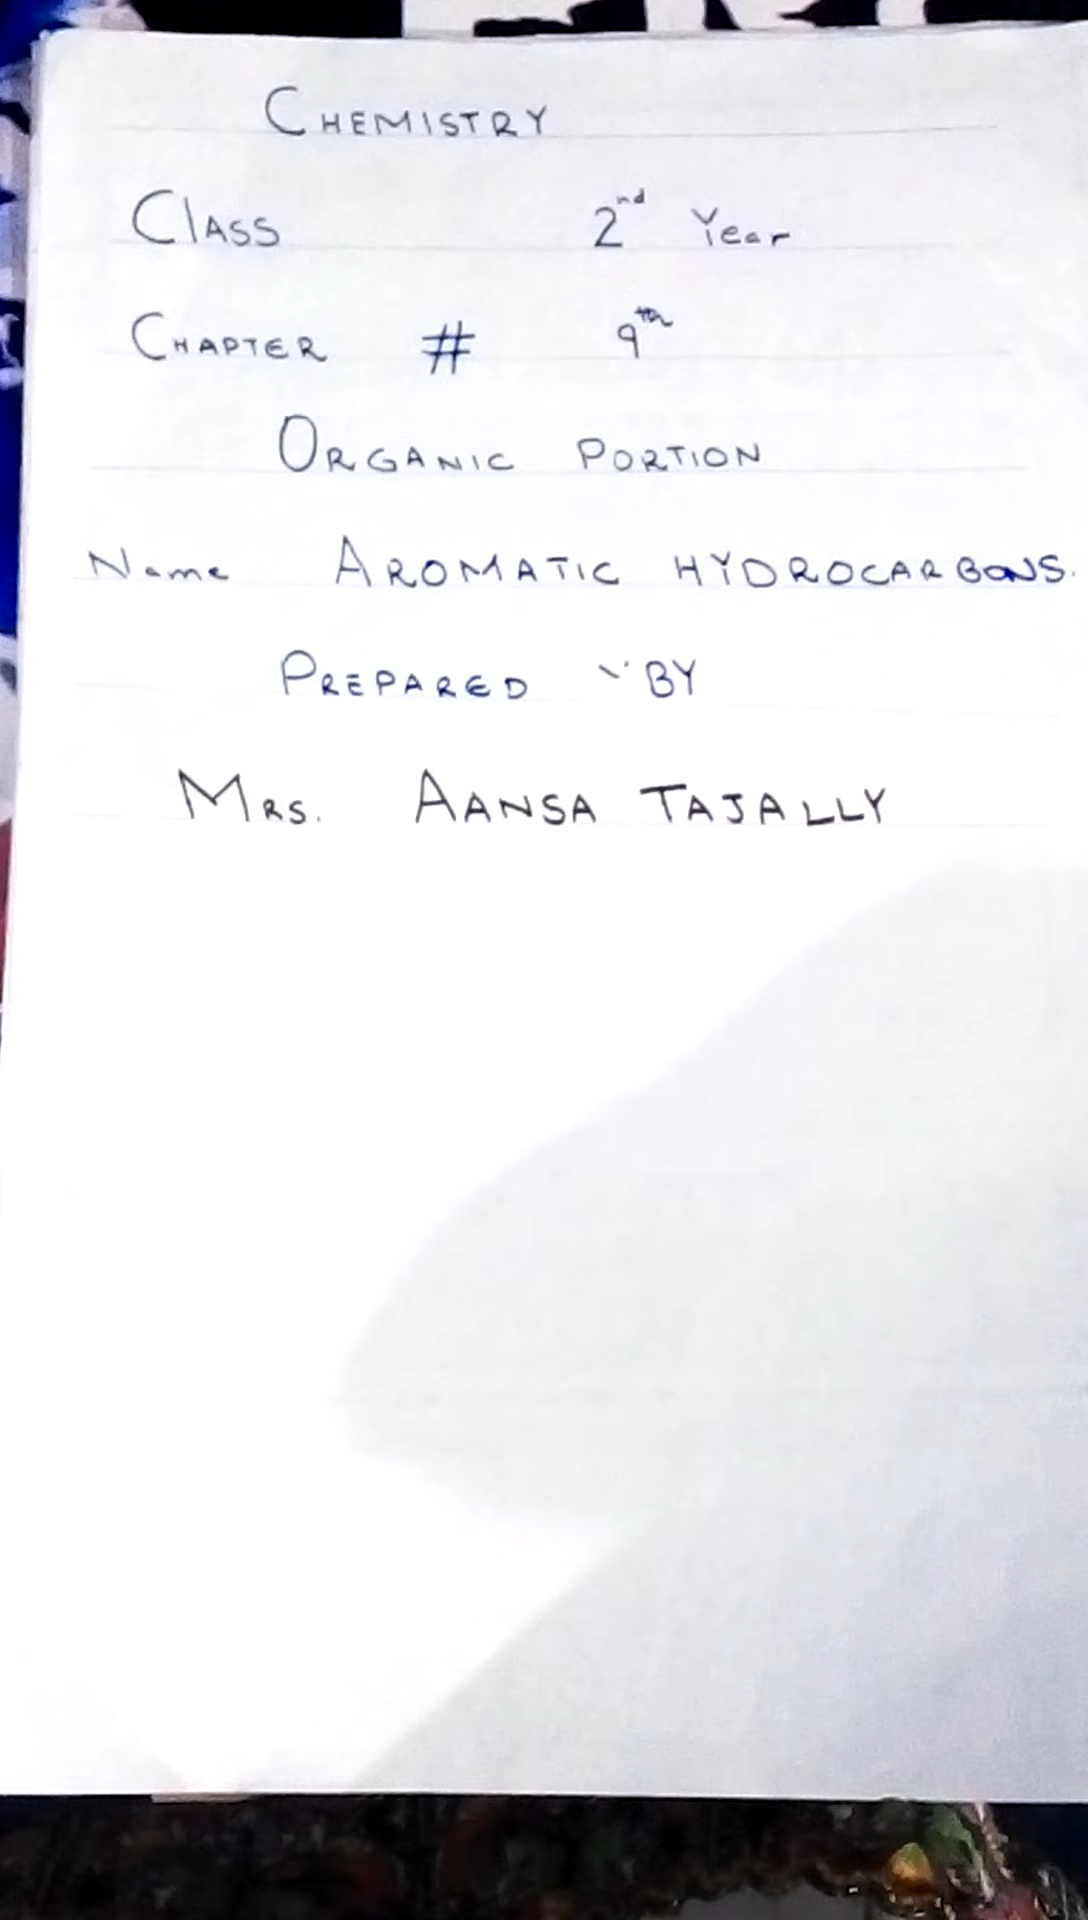 CHEMISTRY
Class 2nd Year
CHAPTER # 9th
ORGANIC PORTION
Name AROMATIC HYDROCARBONS.
PREPARED BY
MRS. AANSA TAJALLY